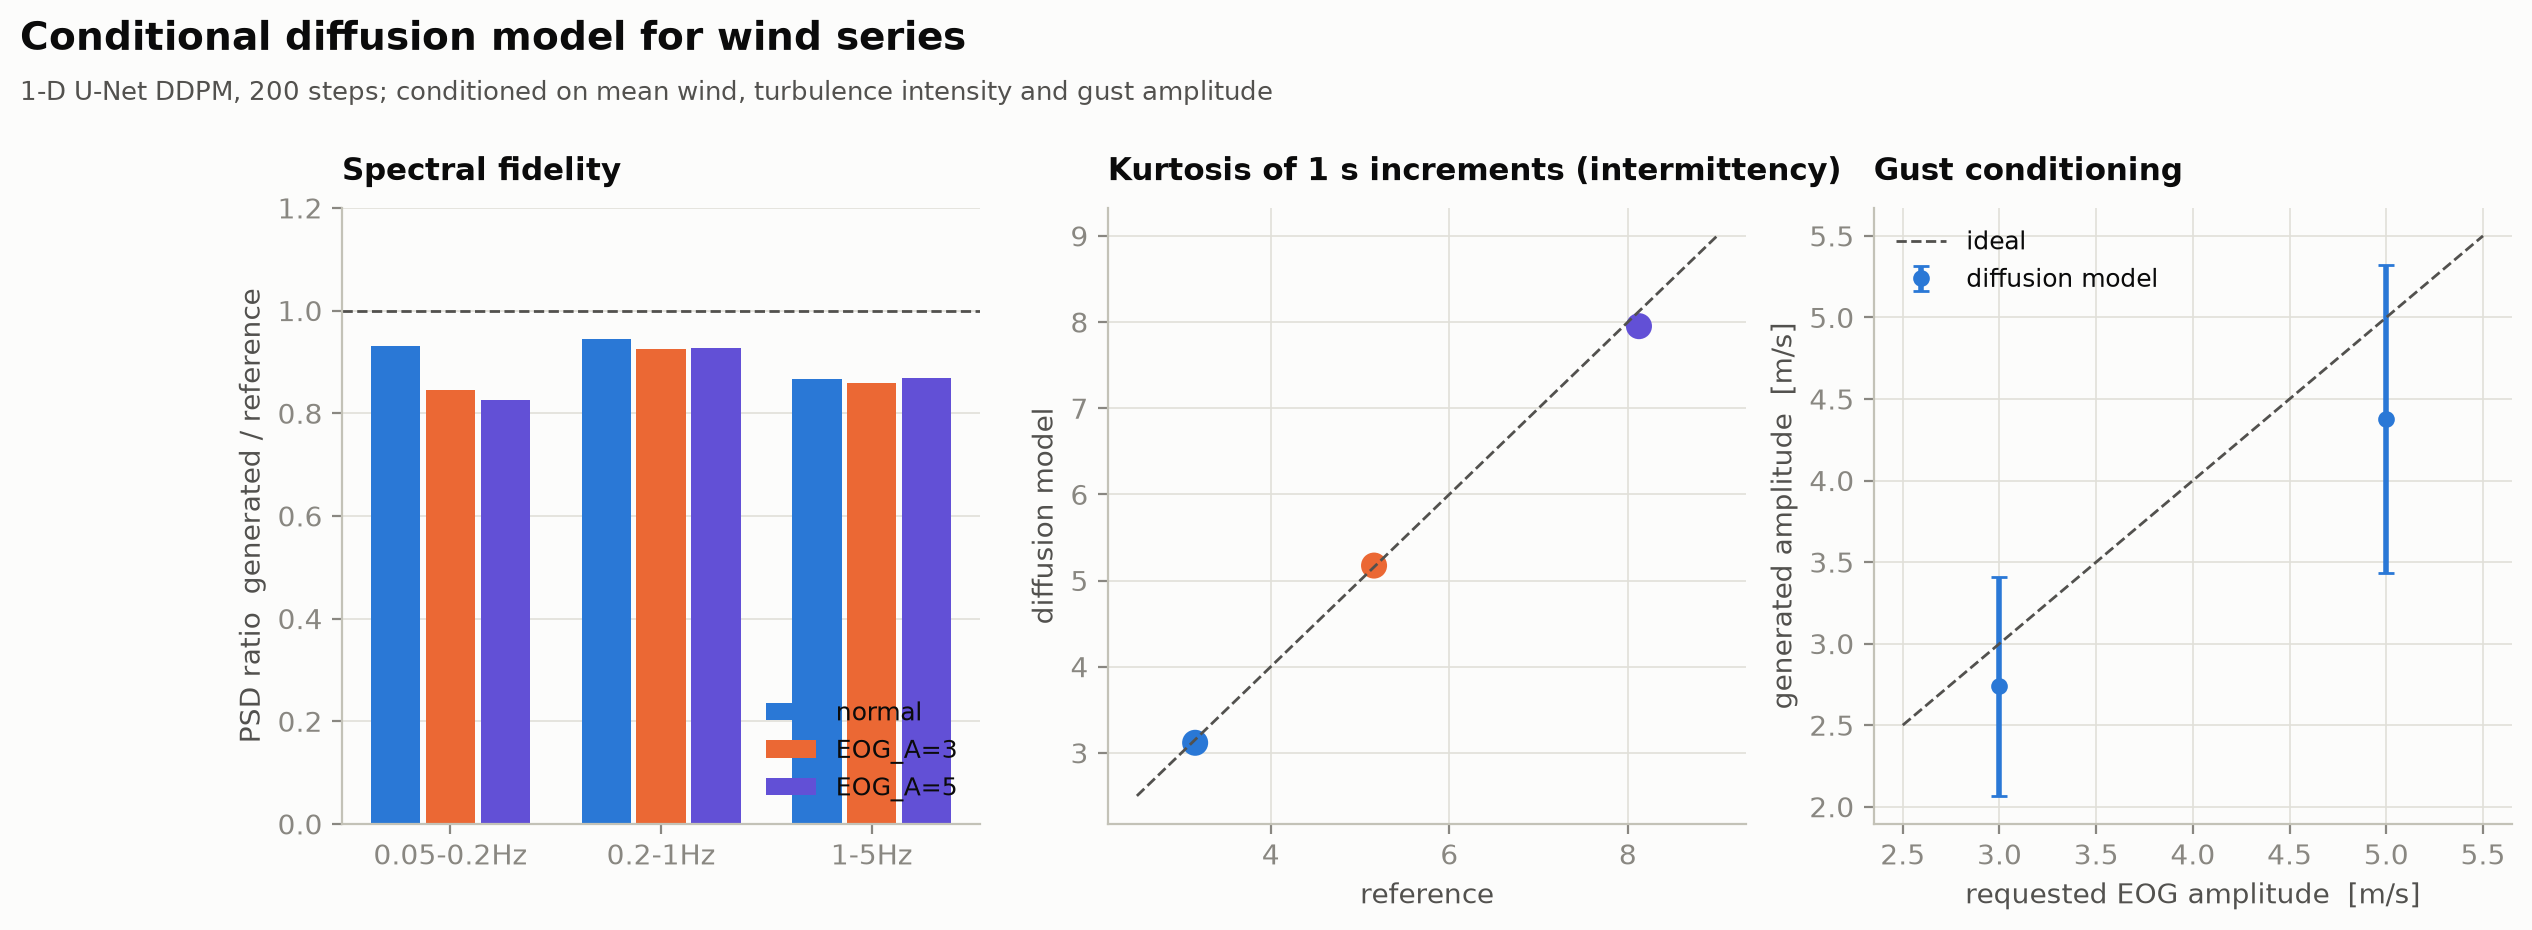 Conditional diffusion model for wind series
1-D U-Net DDPM, 200 steps; conditioned on mean wind, turbulence intensity and gust amplitude
Spectral fidelity
PSD ratio  generated / reference
1.2
1.0
0.8
0.6
0.4
0.2
0.0
normal
EOG_A=3
EOG_A=5
0.05-0.2Hz
0.2-1Hz
1-5Hz
Kurtosis of 1 s increments (intermittency)
diffusion model
9
8
7
6
5
4
3
4
6
8
reference
Gust conditioning
generated amplitude  [m/s]
5.5
5.0
4.5
4.0
3.5
3.0
2.5
2.0
ideal
diffusion model
2.5
3.0
3.5
4.0
4.5
5.0
5.5
requested EOG amplitude  [m/s]